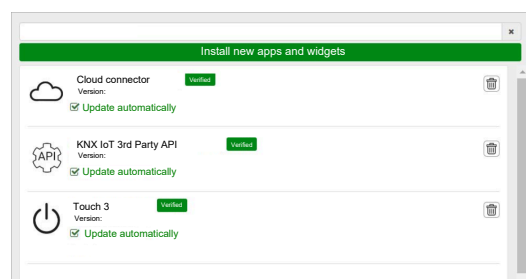 Install new apps and widgets
Cloud connector Verified
Version:
Update automatically
API
KNX IoT 3rd Party API Verified
Version:
Update automatically
Touch 3 Verified
Version:
Update automatically